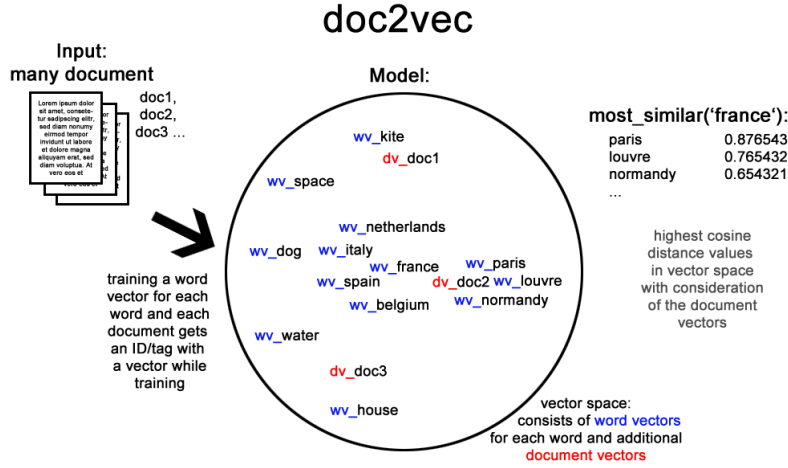 doc2vec
Input:
many document
doc1,
doc2,
doc3 ...
Lorem ipsum dolor
sit amet, consete-
tur sadipscing elitr,
sed diam nonumy
eirmod tempor
invidunt ut labore
et dolore magna
aliquyam erat, sed
diam voluptua. At
vero eos et
training a word
vector for each
word and each
document gets
an ID/tag with
a vector while
training
Model:
wv_kite
dv_doc1
wv_space
wv_netherlands
wv_dog
wv_italy
wv_france
wv_paris
wv_spain
dv_doc2
wv_louvre
wv_belgium
wv_normandy
wv_water
dv_doc3
wv_house
vector space:
consists of word vectors
for each word and additional
document vectors
most_similar(‘france‘):
paris 0.876543
louvre 0.765432
normandy 0.654321
...
highest cosine
distance values
in vector space
with consideration
of the document
vectors